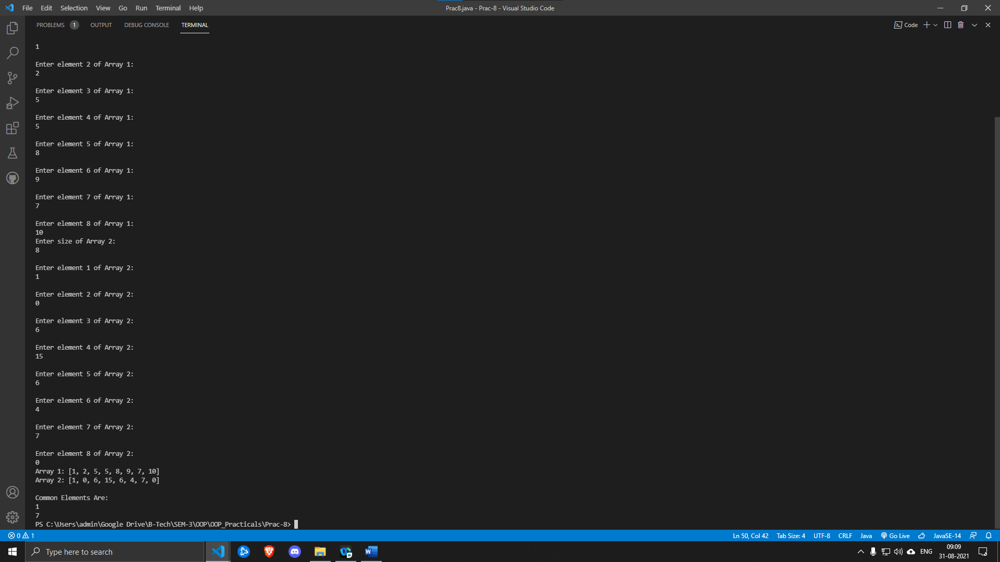 File Edit Selection View Go Run Terminal Help
Prac8.java - Prac-8 - Visual Studio Code
PROBLEMS 1 OUTPUT DEBUG CONSOLE TERMINAL
Code
1
Enter element 2 of Array 1:
2
Enter element 3 of Array 1:
5
Enter element 4 of Array 1:
5
Enter element 5 of Array 1:
8
Enter element 6 of Array 1:
9
Enter element 7 of Array 1:
7
Enter element 8 of Array 1:
10
Enter size of Array 2:
8
Enter element 1 of Array 2:
1
Enter element 2 of Array 2:
0
Enter element 3 of Array 2:
6
Enter element 4 of Array 2:
15
Enter element 5 of Array 2:
6
Enter element 6 of Array 2:
4
Enter element 7 of Array 2:
7
Enter element 8 of Array 2:
0
Array 1: [1, 2, 5, 5, 8, 9, 7, 10]
Array 2: [1, 0, 6, 15, 6, 4, 7, 0]
Common Elements Are:
1
7
PS C:\Users\admin\Google Drive\B-Tech\SEM-3\OOP\OOP_Practicals\Prac-8>
0 1
Ln 50, Col 42 Tab Size: 4 UTF-8 CRLF Java Go Live JavaSE-14
Type here to search
ENG
09:09
31-08-2021